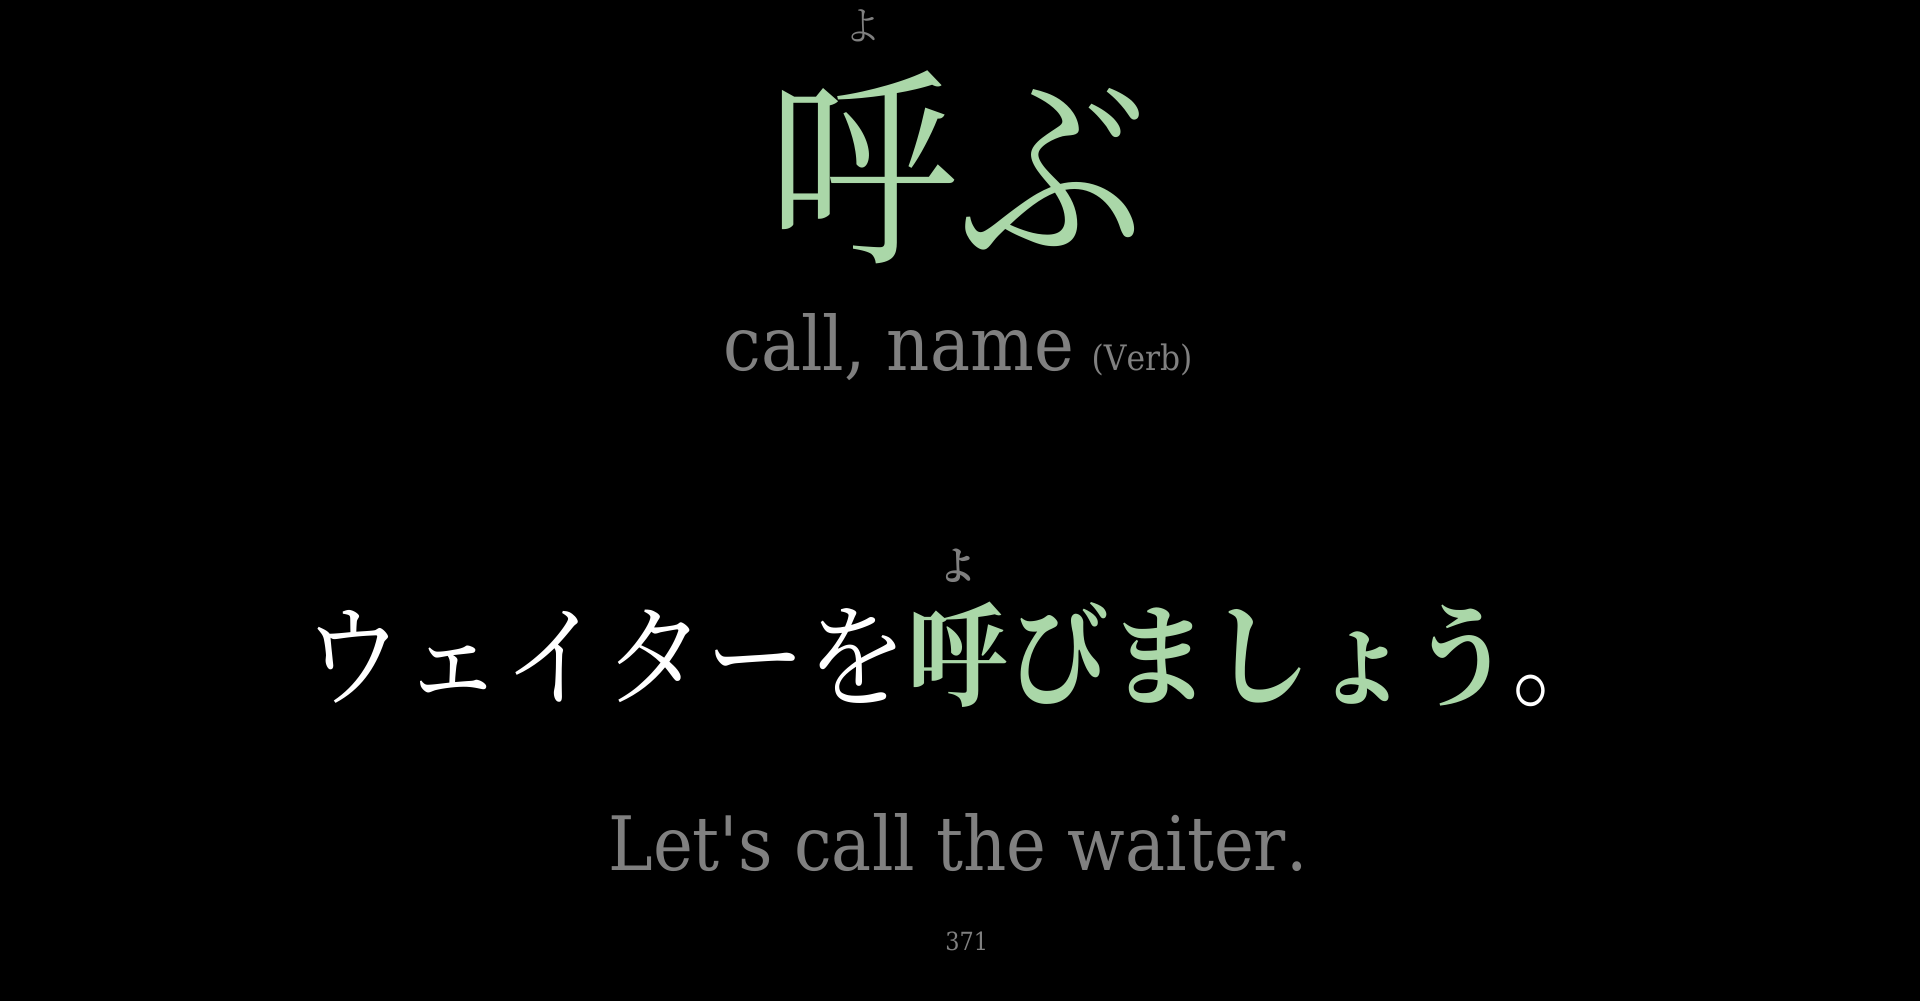 よ
呼ぶ
call, name (Verb)
よ
ウェイターを呼びましょう。
Let's call the waiter.
371